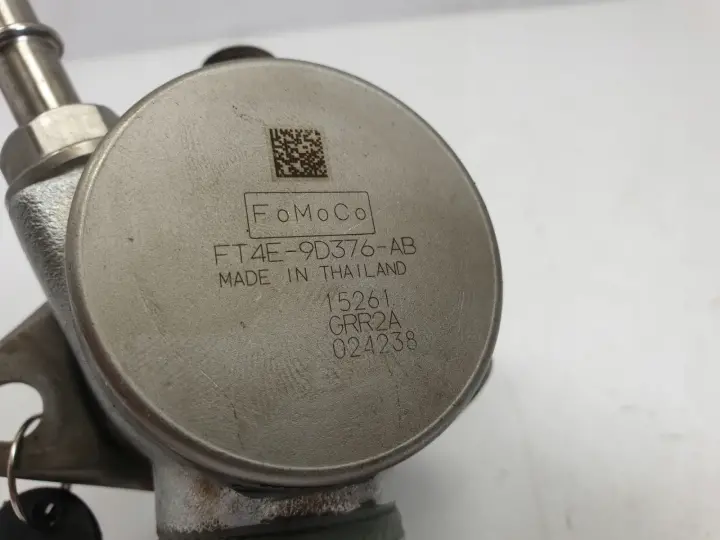 FoMoCo
FT4E-9D376-AB
MADE IN THAILAND
15261
GRR2A
024238